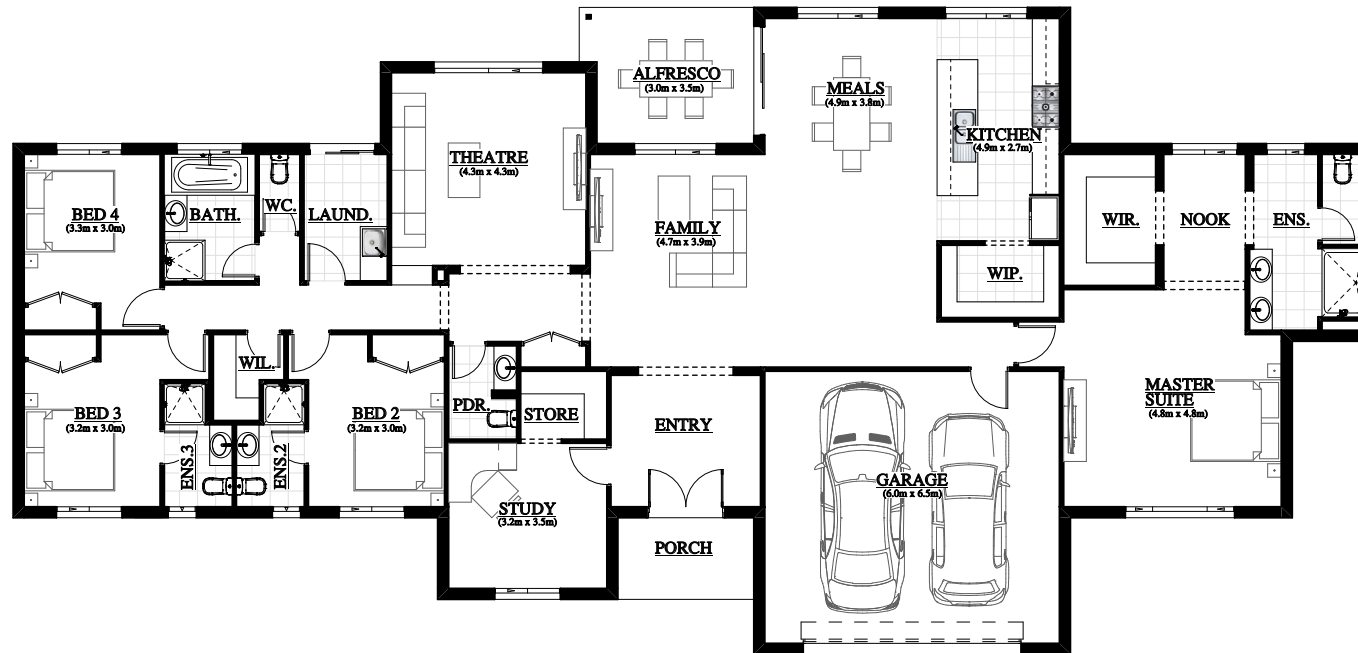 ALFRESCO
(3.0m x 3.5m)
MEALS
(4.9m x 3.8m)
KITCHEN
(4.9m x 2.7m)
THEATRE
(4.3m x 4.3m)
BED 4
(3.3m x 3.0m)
BATH.
WC.
LAUND.
FAMILY
(4.7m x 3.9m)
WIR.
NOOK
ENS.
WIP.
WIL.
BED 3
(3.2m x 3.0m)
ENS.3
ENS.2
BED 2
(3.2m x 3.0m)
PDR.
STORE
ENTRY
MASTER
SUITE
(4.8m x 4.8m)
STUDY
(3.2m x 3.5m)
GARAGE
(6.0m x 6.5m)
PORCH